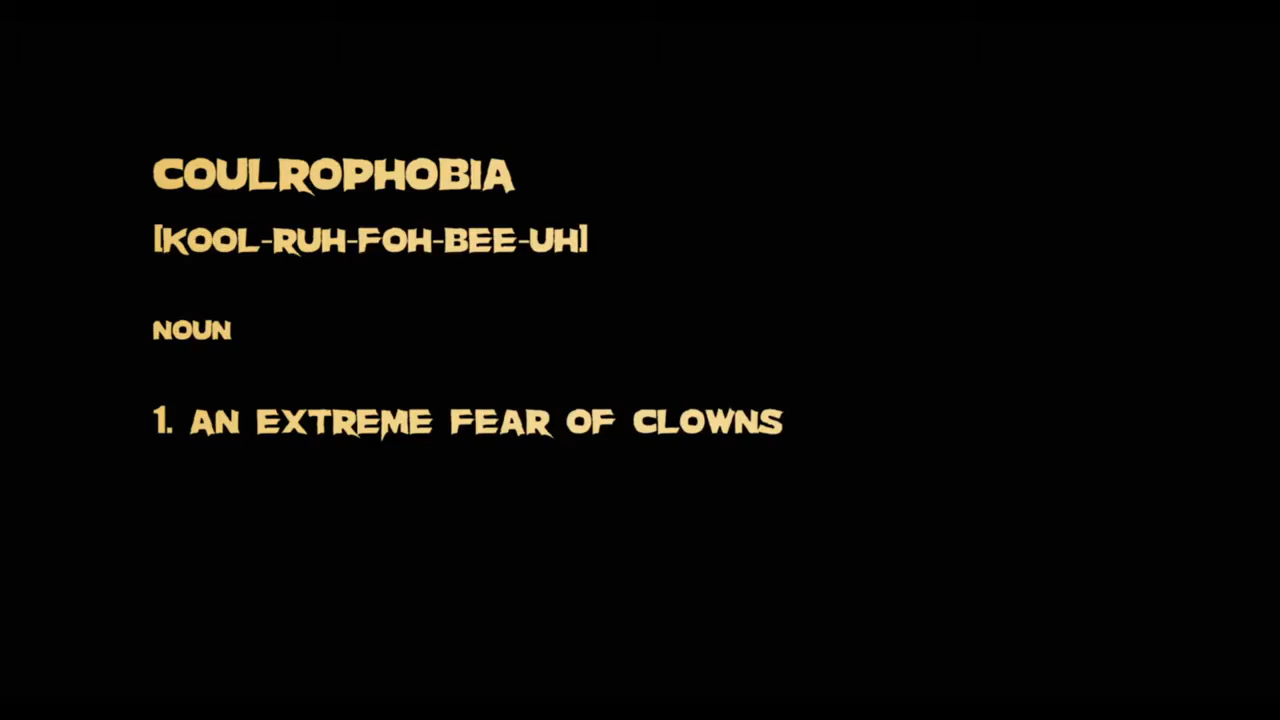 COULROPHOBIA
[KOOL-RUH-FOH-BEE-UH]
NOUN
1. AN EXTREME FEAR OF CLOWNS